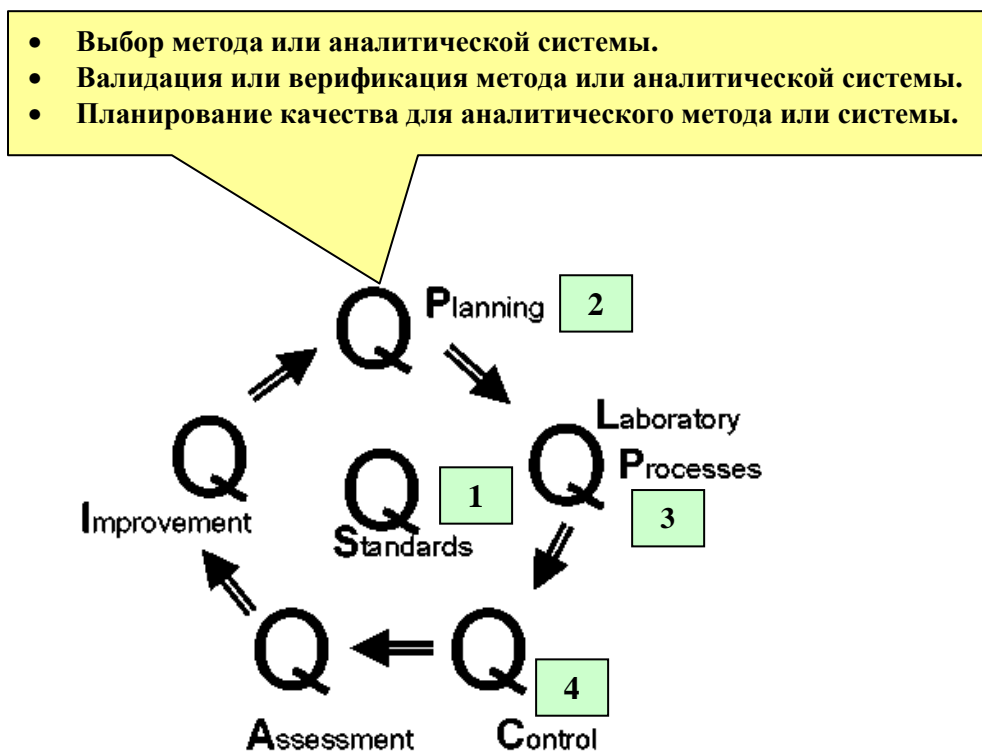 • Выбор метода или аналитической системы.
• Валидация или верификация метода или аналитической системы.
• Планирование качества для аналитического метода или системы.
Q Planning 2
Q Laboratory
Processes
3
Q Improvement
Q Standards 1
Q Assessment
Q Control 4